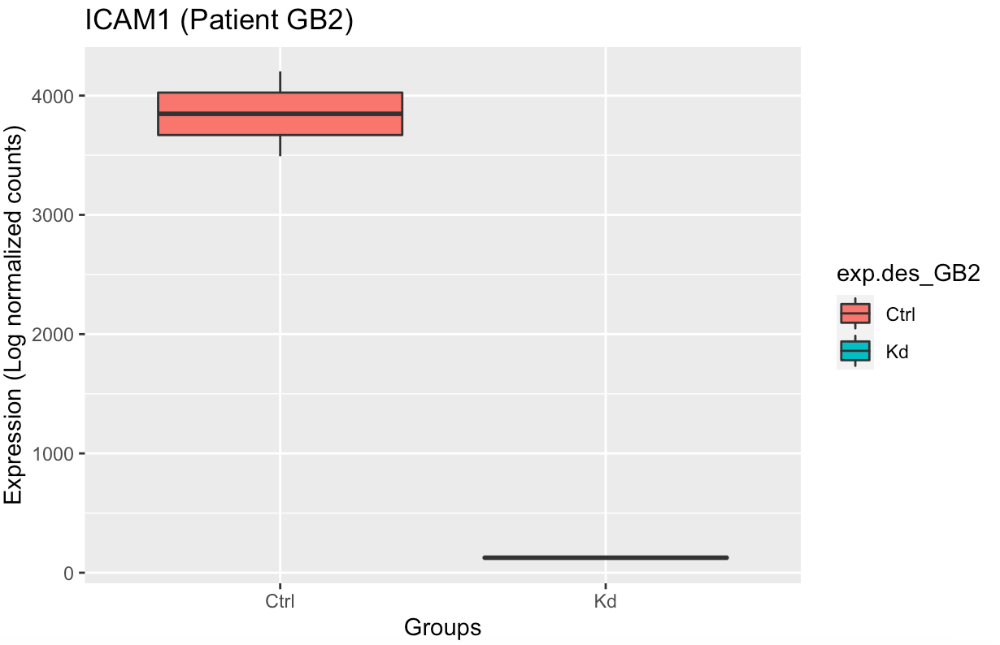 ICAM1 (Patient GB2)
Expression (Log normalized counts)
4000
3000
2000
1000
0
Ctrl
Kd
Groups
exp.des_GB2
Ctrl
Kd